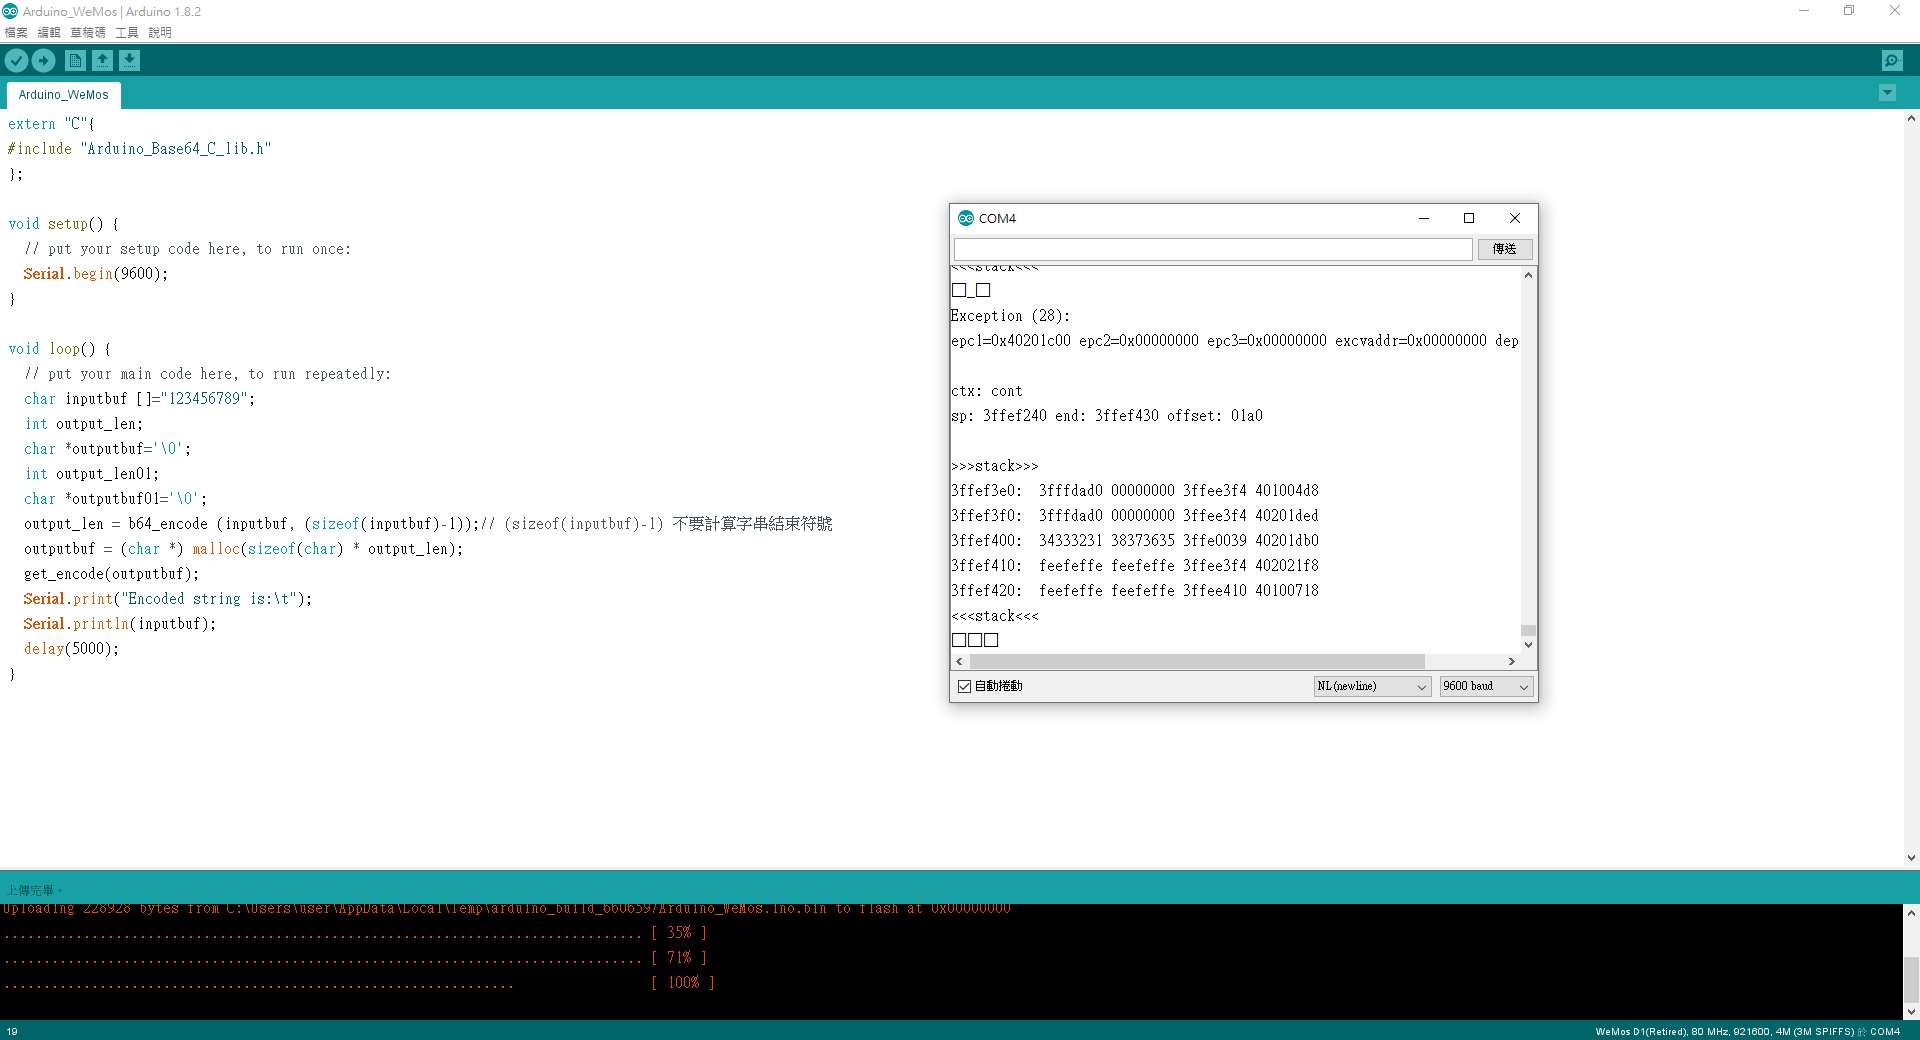 Arduino_WeMos | Arduino 1.8.2
檔案 編輯 草稿碼 工具 說明
Arduino_WeMos
extern "C"{
#include "Arduino_Base64_C_lib.h"
};
void setup() {
// put your setup code here, to run once:
Serial.begin(9600);
}
void loop() {
// put your main code here, to run repeatedly:
char inputbuf []="123456789";
int output_len;
char *outputbuf='\0';
int output_len01;
char *outputbuf01='\0';
output_len = b64_encode (inputbuf, (sizeof(inputbuf)-1));// (sizeof(inputbuf)-1) 不要計算字串結束符號
outputbuf = (char *) malloc(sizeof(char) * output_len);
get_encode(outputbuf);
Serial.print("Encoded string is:\t");
Serial.println(inputbuf);
delay(5000);
}
COM4
傳送
<<<stack<<<
□_□
Exception (28):
epc1=0x40201c00 epc2=0x00000000 epc3=0x00000000 excvaddr=0x00000000 dep
ctx: cont
sp: 3ffef240 end: 3ffef430 offset: 01a0
>>>stack>>>
3ffef3e0:  3fffdad0 00000000 3ffee3f4 401004d8
3ffef3f0:  3fffdad0 00000000 3ffee3f4 40201ded
3ffef400:  34333231 38373635 3ffe0039 40201db0
3ffef410:  feefeffe feefeffe 3ffee3f4 402021f8
3ffef420:  feefeffe feefeffe 3ffee410 40100718
<<<stack<<<
□□□
自動捲動
NL(newline)
9600 baud
上傳完畢。
Uploading 228928 bytes from C:\Users\user\AppData\Local\Temp\arduino_build_660659/Arduino_WeMos.ino.bin to flash at 0x00000000
................................................................................ [ 35% ]
................................................................................ [ 71% ]
................................................................                 [ 100% ]
19
WeMos D1(Retired), 80 MHz, 921600, 4M (3M SPIFFS) 於 COM4